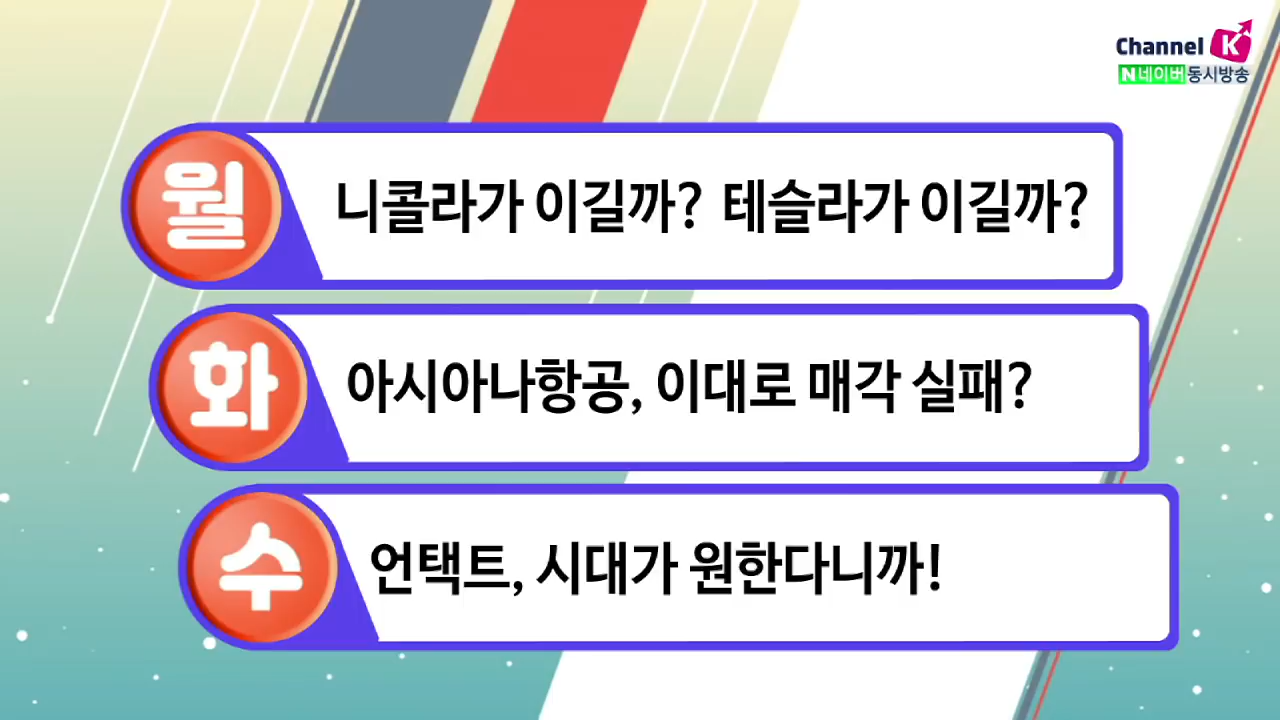 Channel K
N네이버 동시방송
월 니콜라가 이길까? 테슬라가 이길까?
화 아시아나항공, 이대로 매각 실패?
수 언택트, 시대가 원한다니까!